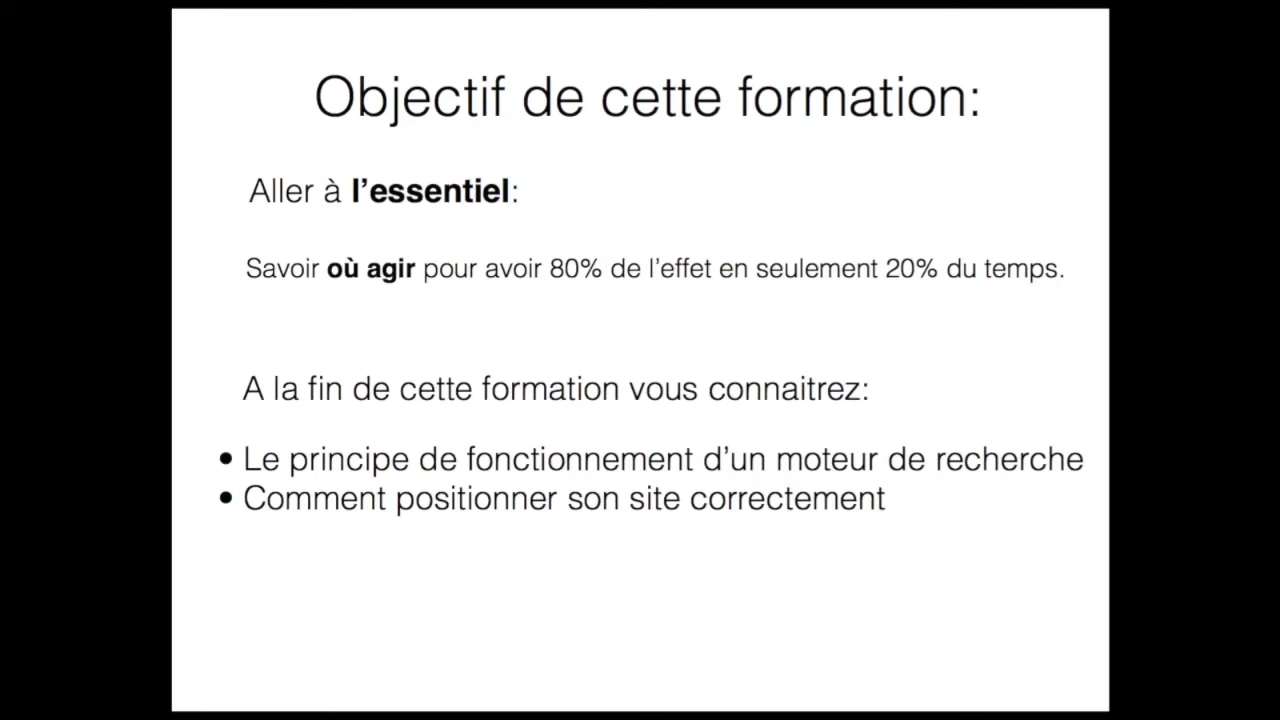 Objectif de cette formation:
Aller à l’essentiel:
Savoir où agir pour avoir 80% de l’effet en seulement 20% du temps.
A la fin de cette formation vous connaitrez:
• Le principe de fonctionnement d’un moteur de recherche
• Comment positionner son site correctement